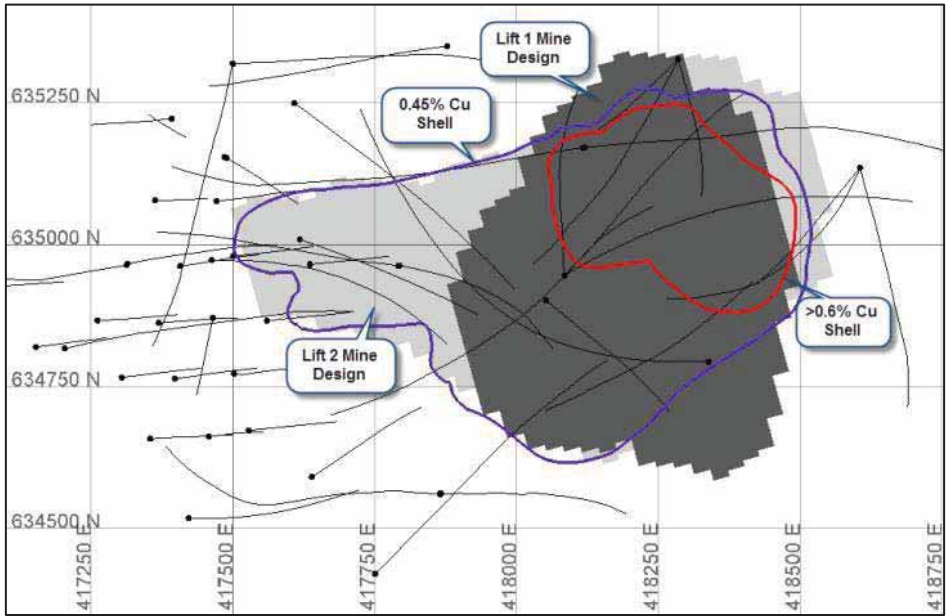 Lift 1 Mine
Design
635250 N
0.45% Cu
Shell
635000 N
>0.6% Cu
Shell
Lift 2 Mine
Design
634750 N
634500 N
417250 E
417500 E
417750 E
418000 E
418250 E
418500 E
418750 E